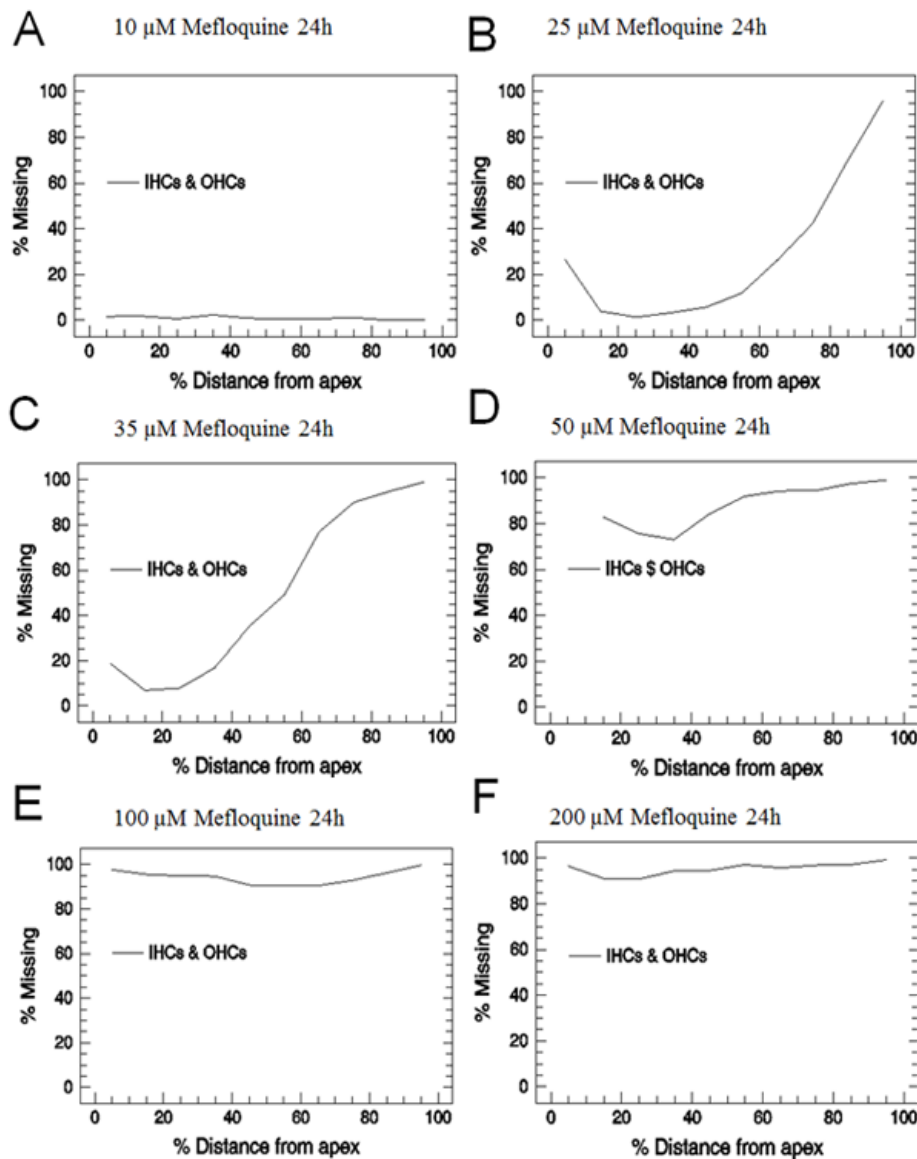 A
10 µM Mefloquine 24h
100
80
60
40
20
0
% Missing
IHCs & OHCs
0 20 40 60 80 100
% Distance from apex
B
25 µM Mefloquine 24h
100
80
60
40
20
0
% Missing
IHCs & OHCs
0 20 40 60 80 100
% Distance from apex
C
35 µM Mefloquine 24h
100
80
60
40
20
0
% Missing
IHCs & OHCs
0 20 40 60 80 100
% Distance from apex
D
50 µM Mefloquine 24h
100
80
60
40
20
0
% Missing
IHCs $ OHCs
0 20 40 60 80 100
% Distance from apex
E
100 µM Mefloquine 24h
100
80
60
40
20
0
% Missing
IHCs & OHCs
0 20 40 60 80 100
% Distance from apex
F
200 µM Mefloquine 24h
100
80
60
40
20
0
% Missing
IHCs & OHCs
0 20 40 60 80 100
% Distance from apex